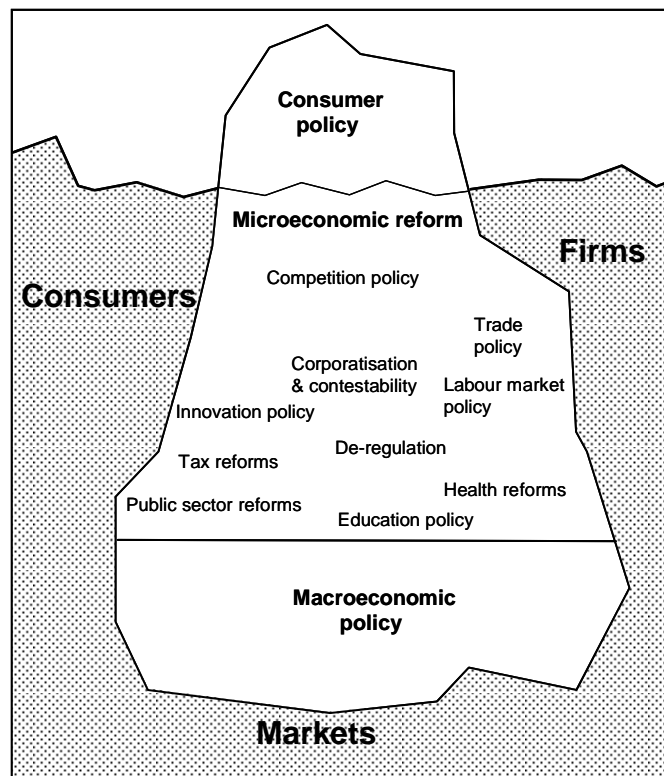 Consumer
policy
Microeconomic reform
Firms
Competition policy
Consumers
Trade
policy
Corporatisation
& contestability
Labour market
policy
Innovation policy
De-regulation
Tax reforms
Health reforms
Public sector reforms
Education policy
Macroeconomic
policy
Markets